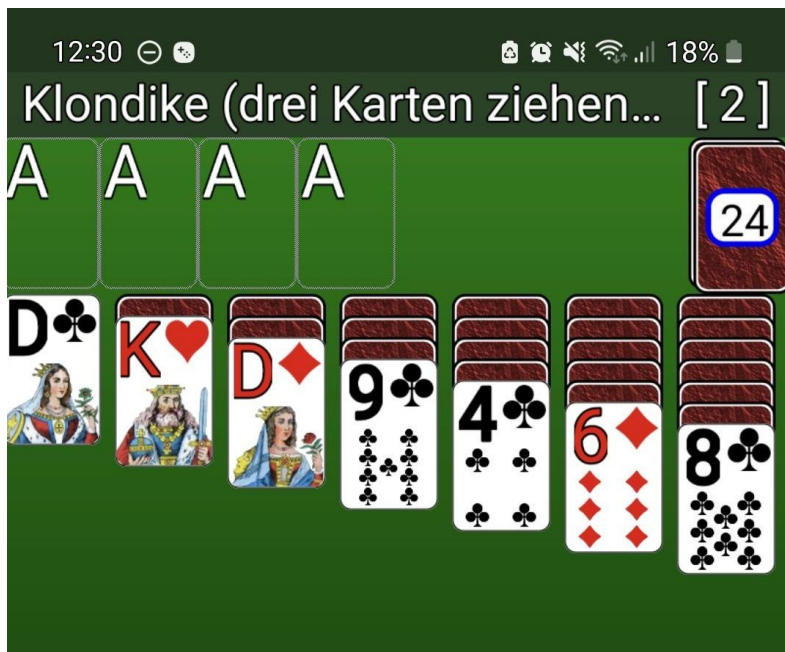 12:30 18%
Klondike (drei Karten ziehen... [ 2 ]
A A A A 24
D K D 9 4 6 8